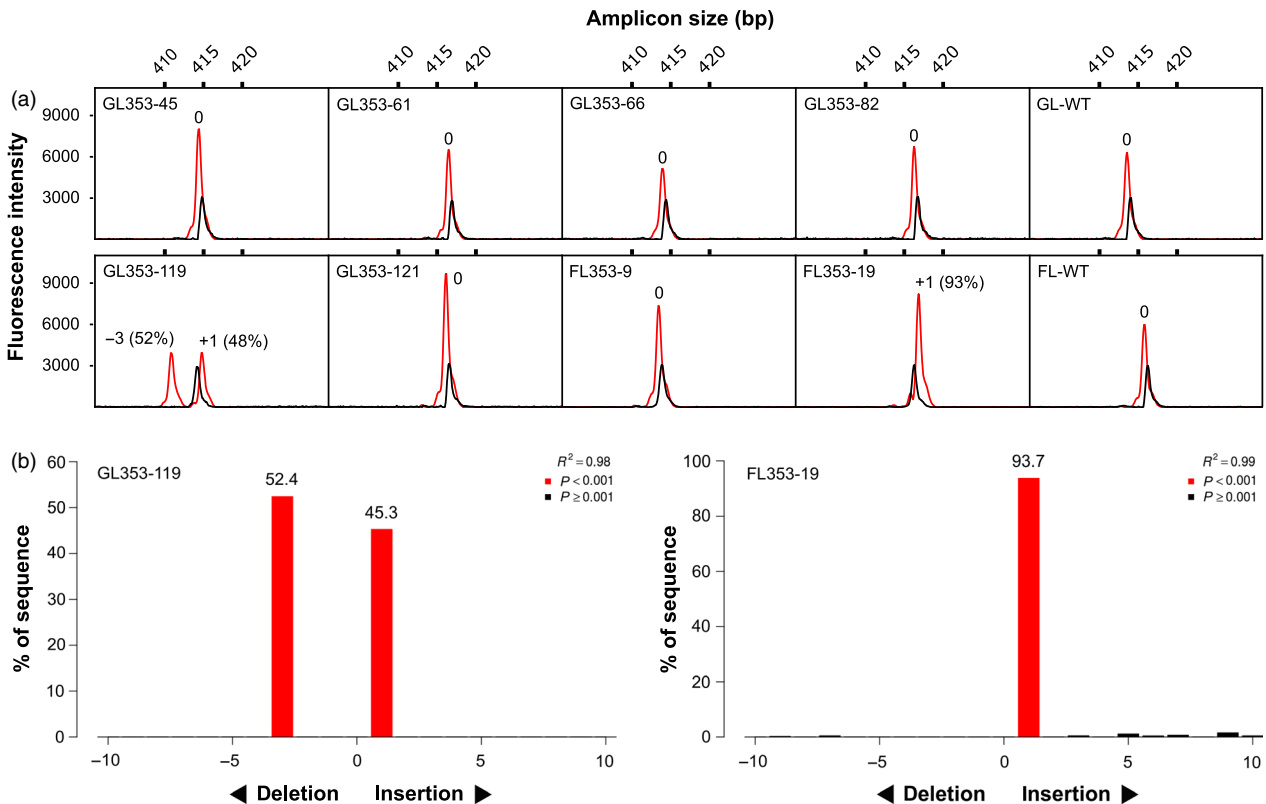 Amplicon size (bp)
410 415 420 410 415 420 410 415 420 410 415 420 410 415 420
(a)
Fluorescence intensity
9000
6000
3000
GL353-45
0
GL353-61
0
GL353-66
0
GL353-82
0
GL-WT
0
9000
6000
3000
GL353-119
−3 (52%)
+1 (48%)
GL353-121
0
FL353-9
0
FL353-19
+1 (93%)
FL-WT
0
(b)
% of sequence
60
50
40
30
20
10
0
GL353-119
52.4
45.3
R² = 0.98
P < 0.001
P ≥ 0.001
−10 −5 0 5 10
◀ Deletion Insertion ▶
% of sequence
100
80
60
40
20
0
FL353-19
93.7
R² = 0.99
P < 0.001
P ≥ 0.001
−10 −5 0 5 10
◀ Deletion Insertion ▶